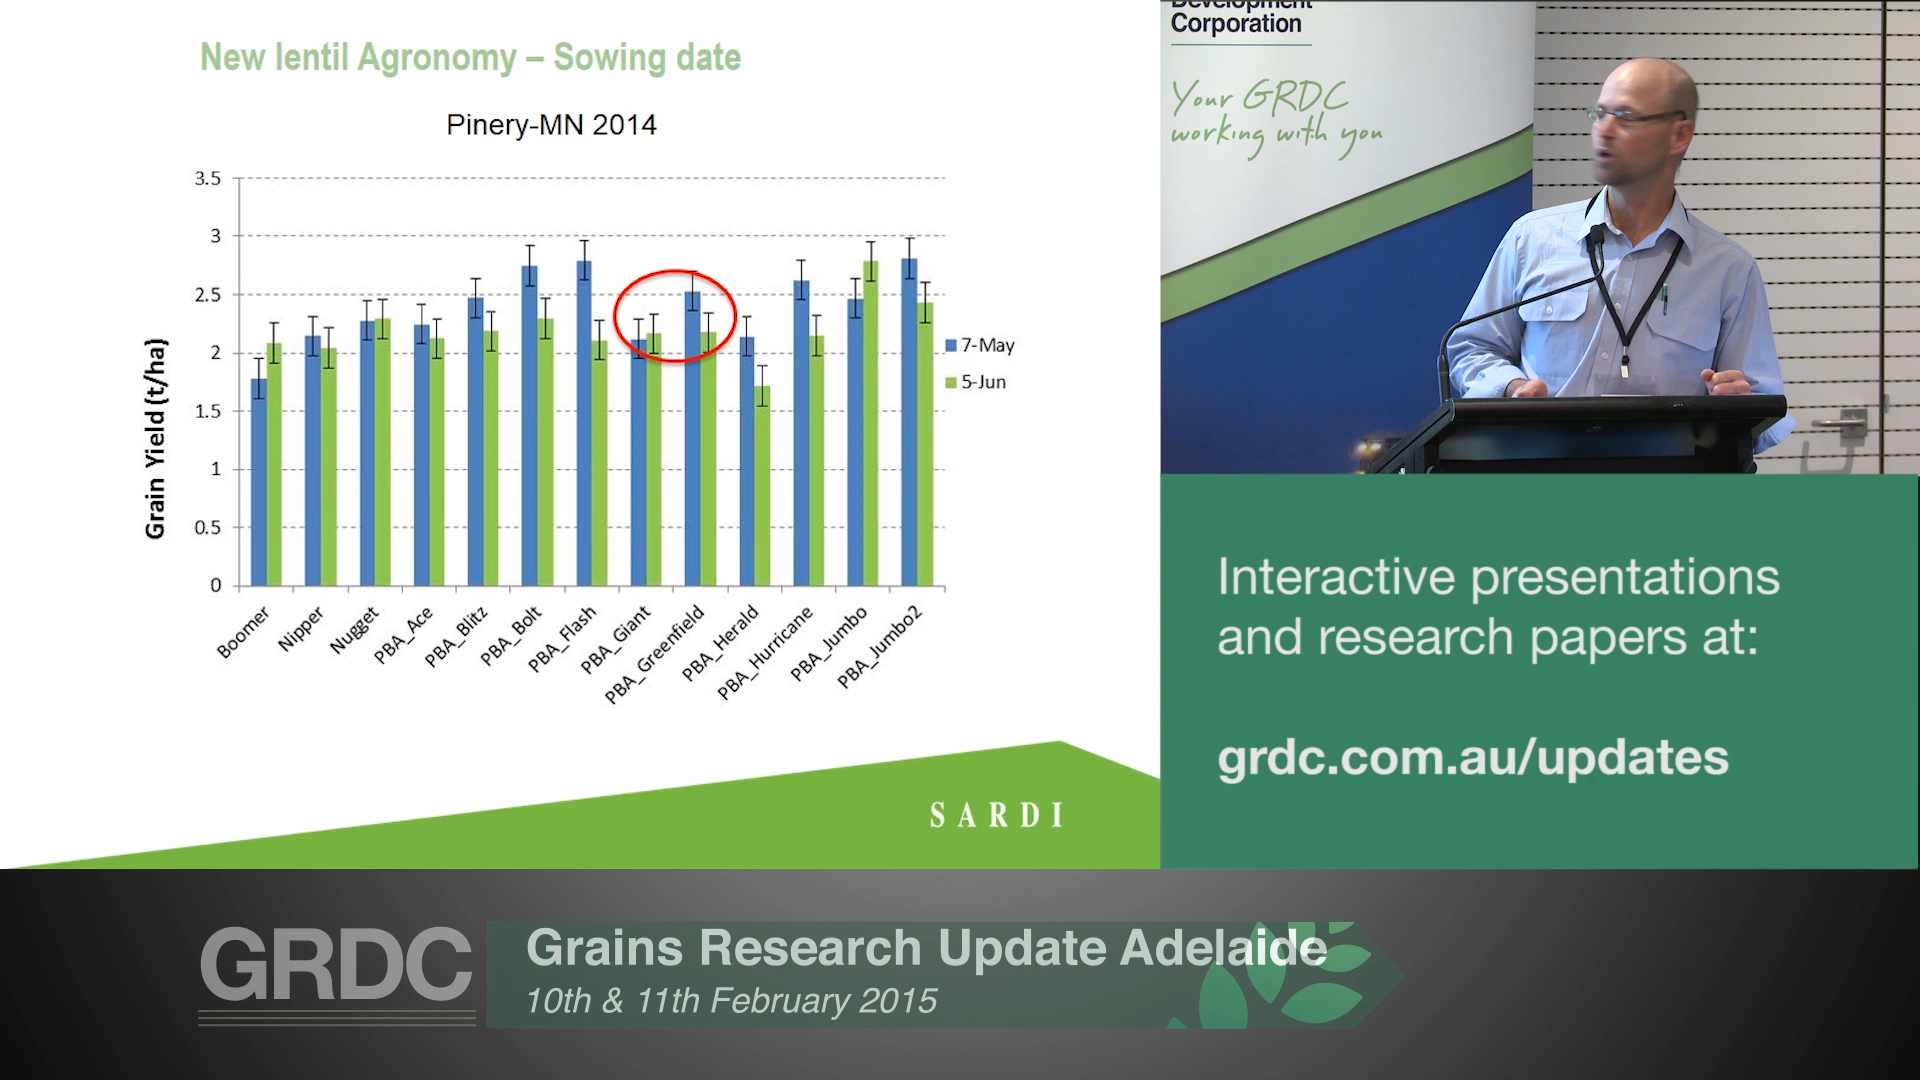 New lentil Agronomy – Sowing date
Pinery-MN 2014
Grain Yield (t/ha)
3.5
3
2.5
2
1.5
1
0.5
0
7-May
5-Jun
Boomer
Nipper
Nugget
PBA_Ace
PBA_Blitz
PBA_Bolt
PBA_Flash
PBA_Giant
PBA_Greenfield
PBA_Herald
PBA_Hurricane
PBA_Jumbo
PBA_Jumbo2
SARDI
Development
Corporation
Your GRDC
working with you
Interactive presentations
and research papers at:
grdc.com.au/updates
GRDC
Grains Research Update Adelaide
10th & 11th February 2015